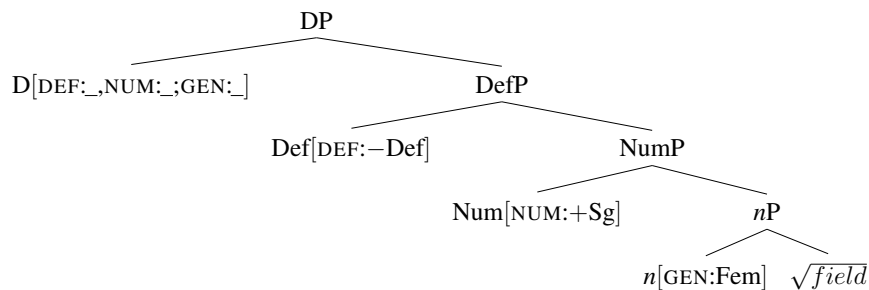 DP
D[DEF:_,NUM:_;GEN:_] DefP
Def[DEF:−Def] NumP
Num[NUM:+Sg] nP
n[GEN:Fem] √field